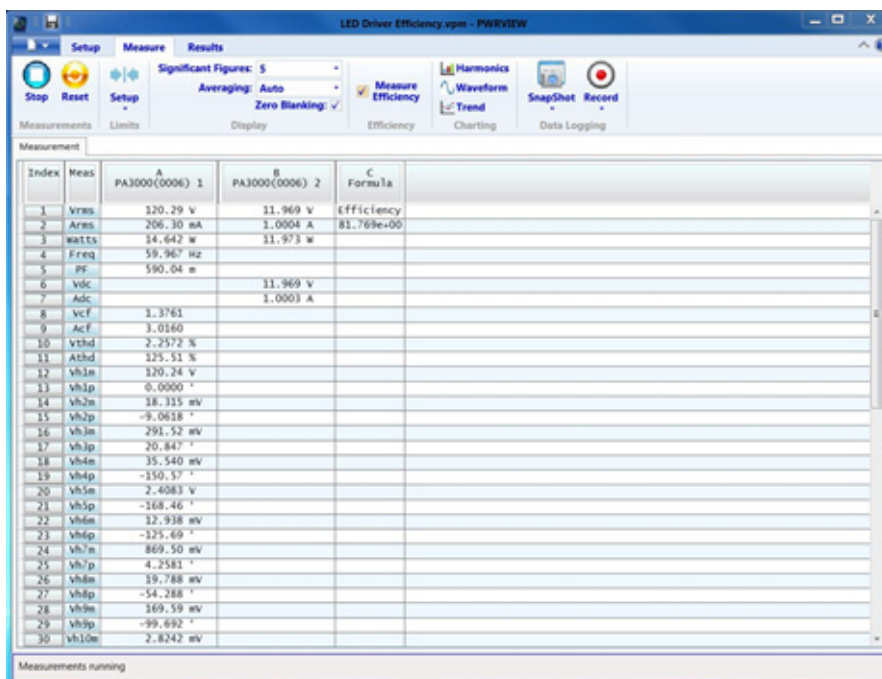 LED Driver Efficiency.vpm - PWRVIEW
Setup Measure Results
Stop Reset Setup
Significant Figures: 5
Averaging: Auto
Zero Blanking:
Measure Efficiency
Harmonics
Waveform
Trend
SnapShot Record
Measurements Limits Display Efficiency Charting Data Logging
Measurement
Index Meas A PA3000(0006) 1 B PA3000(0006) 2 C Formula
1 Vrms 120.29 V 11.969 V Efficiency
2 Arms 206.30 mA 1.0004 A 81.769e+00
3 Watts 14.642 W 11.973 W
4 Freq 59.967 Hz
5 PF 590.04 m
6 Vdc 11.969 V
7 Adc 1.0003 A
8 Vcf 1.3761
9 Acf 3.0160
10 Vthd 2.2572 %
11 Athd 125.51 %
12 Vh1m 120.24 V
13 Vh1p 0.0000 °
14 Vh2m 18.315 mV
15 Vh2p -9.0618 °
16 Vh3m 291.52 mV
17 Vh3p 20.847 °
18 Vh4m 35.540 mV
19 Vh4p -150.57 °
20 Vh5m 2.4083 V
21 Vh5p -168.46 °
22 Vh6m 12.938 mV
23 Vh6p -125.69 °
24 Vh7m 869.50 mV
25 Vh7p 4.2581 °
26 Vh8m 19.788 mV
27 Vh8p -54.288 °
28 Vh9m 169.59 mV
29 Vh9p -99.692 °
30 Vh10m 2.8242 mV
Measurements running